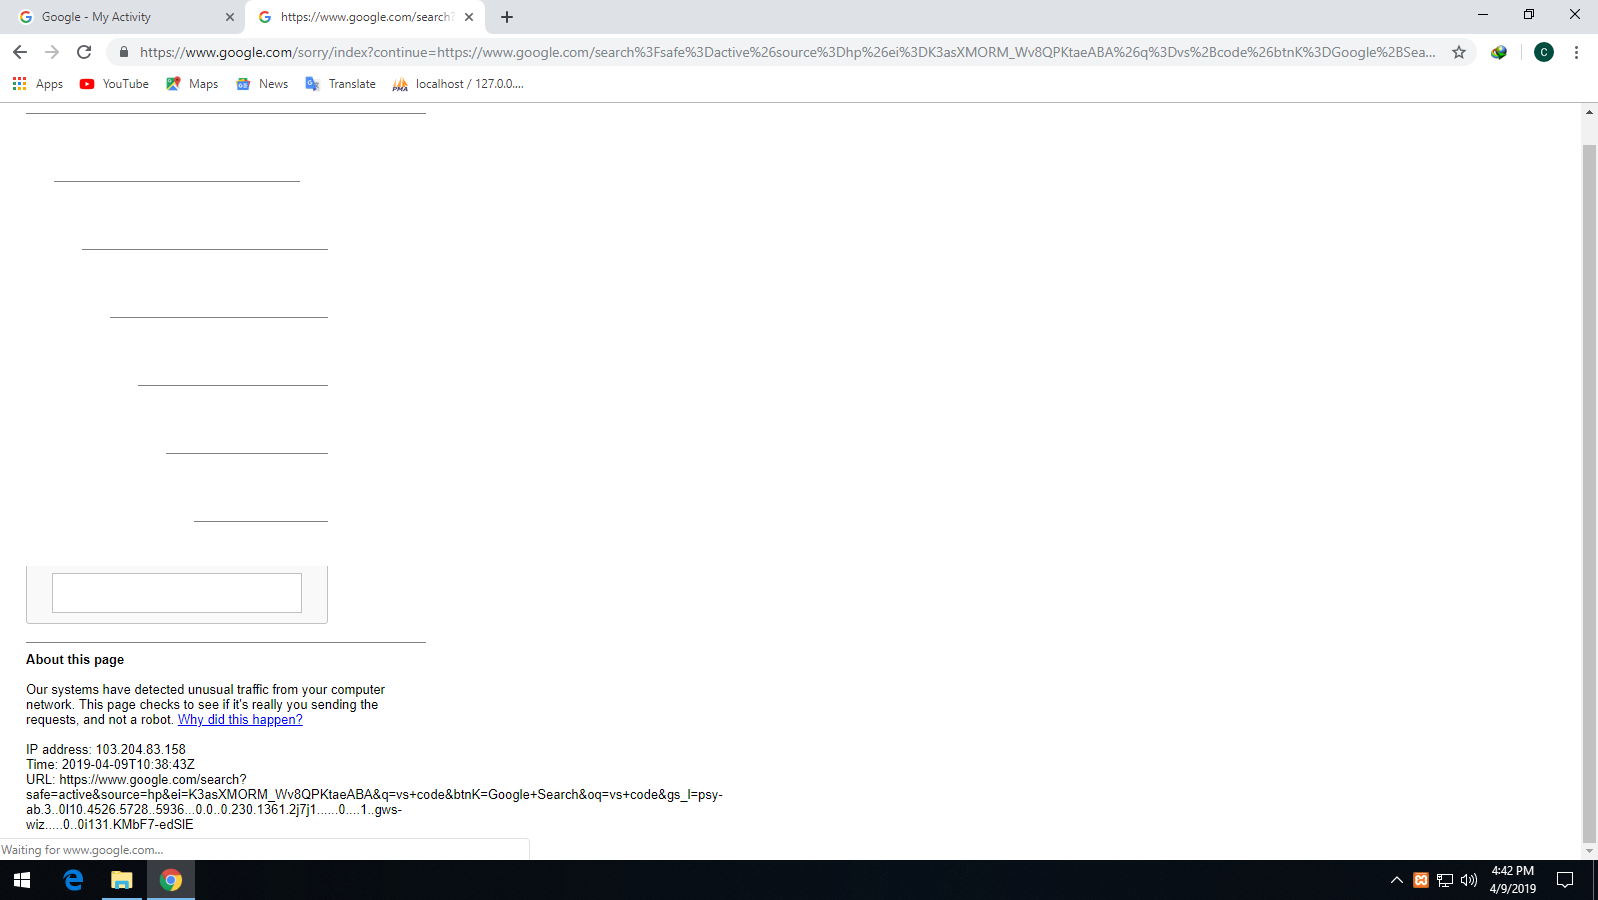 Google - My Activity
https://www.google.com/search?
https://www.google.com/sorry/index?continue=https://www.google.com/search%3Fsafe%3Dactive%26source%3Dhp%26ei%3DK3asXMORM_Wv8QPKtaeABA%26q%3Dvs%2Bcode%26btnK%3DGoogle%2BSea...
C
Apps YouTube Maps News Translate localhost / 127.0.0....
About this page
Our systems have detected unusual traffic from your computer
network. This page checks to see if it's really you sending the
requests, and not a robot. Why did this happen?
IP address: 103.204.83.158
Time: 2019-04-09T10:38:43Z
URL: https://www.google.com/search?
safe=active&source=hp&ei=K3asXMORM_Wv8QPKtaeABA&q=vs+code&btnK=Google+Search&oq=vs+code&gs_l=psy-
ab.3..0l10.4526.5728..5936...0.0..0.230.1361.2j7j1......0....1..gws-
wiz.....0..0i131.KMbF7-edSlE
Waiting for www.google.com...
4:42 PM
4/9/2019